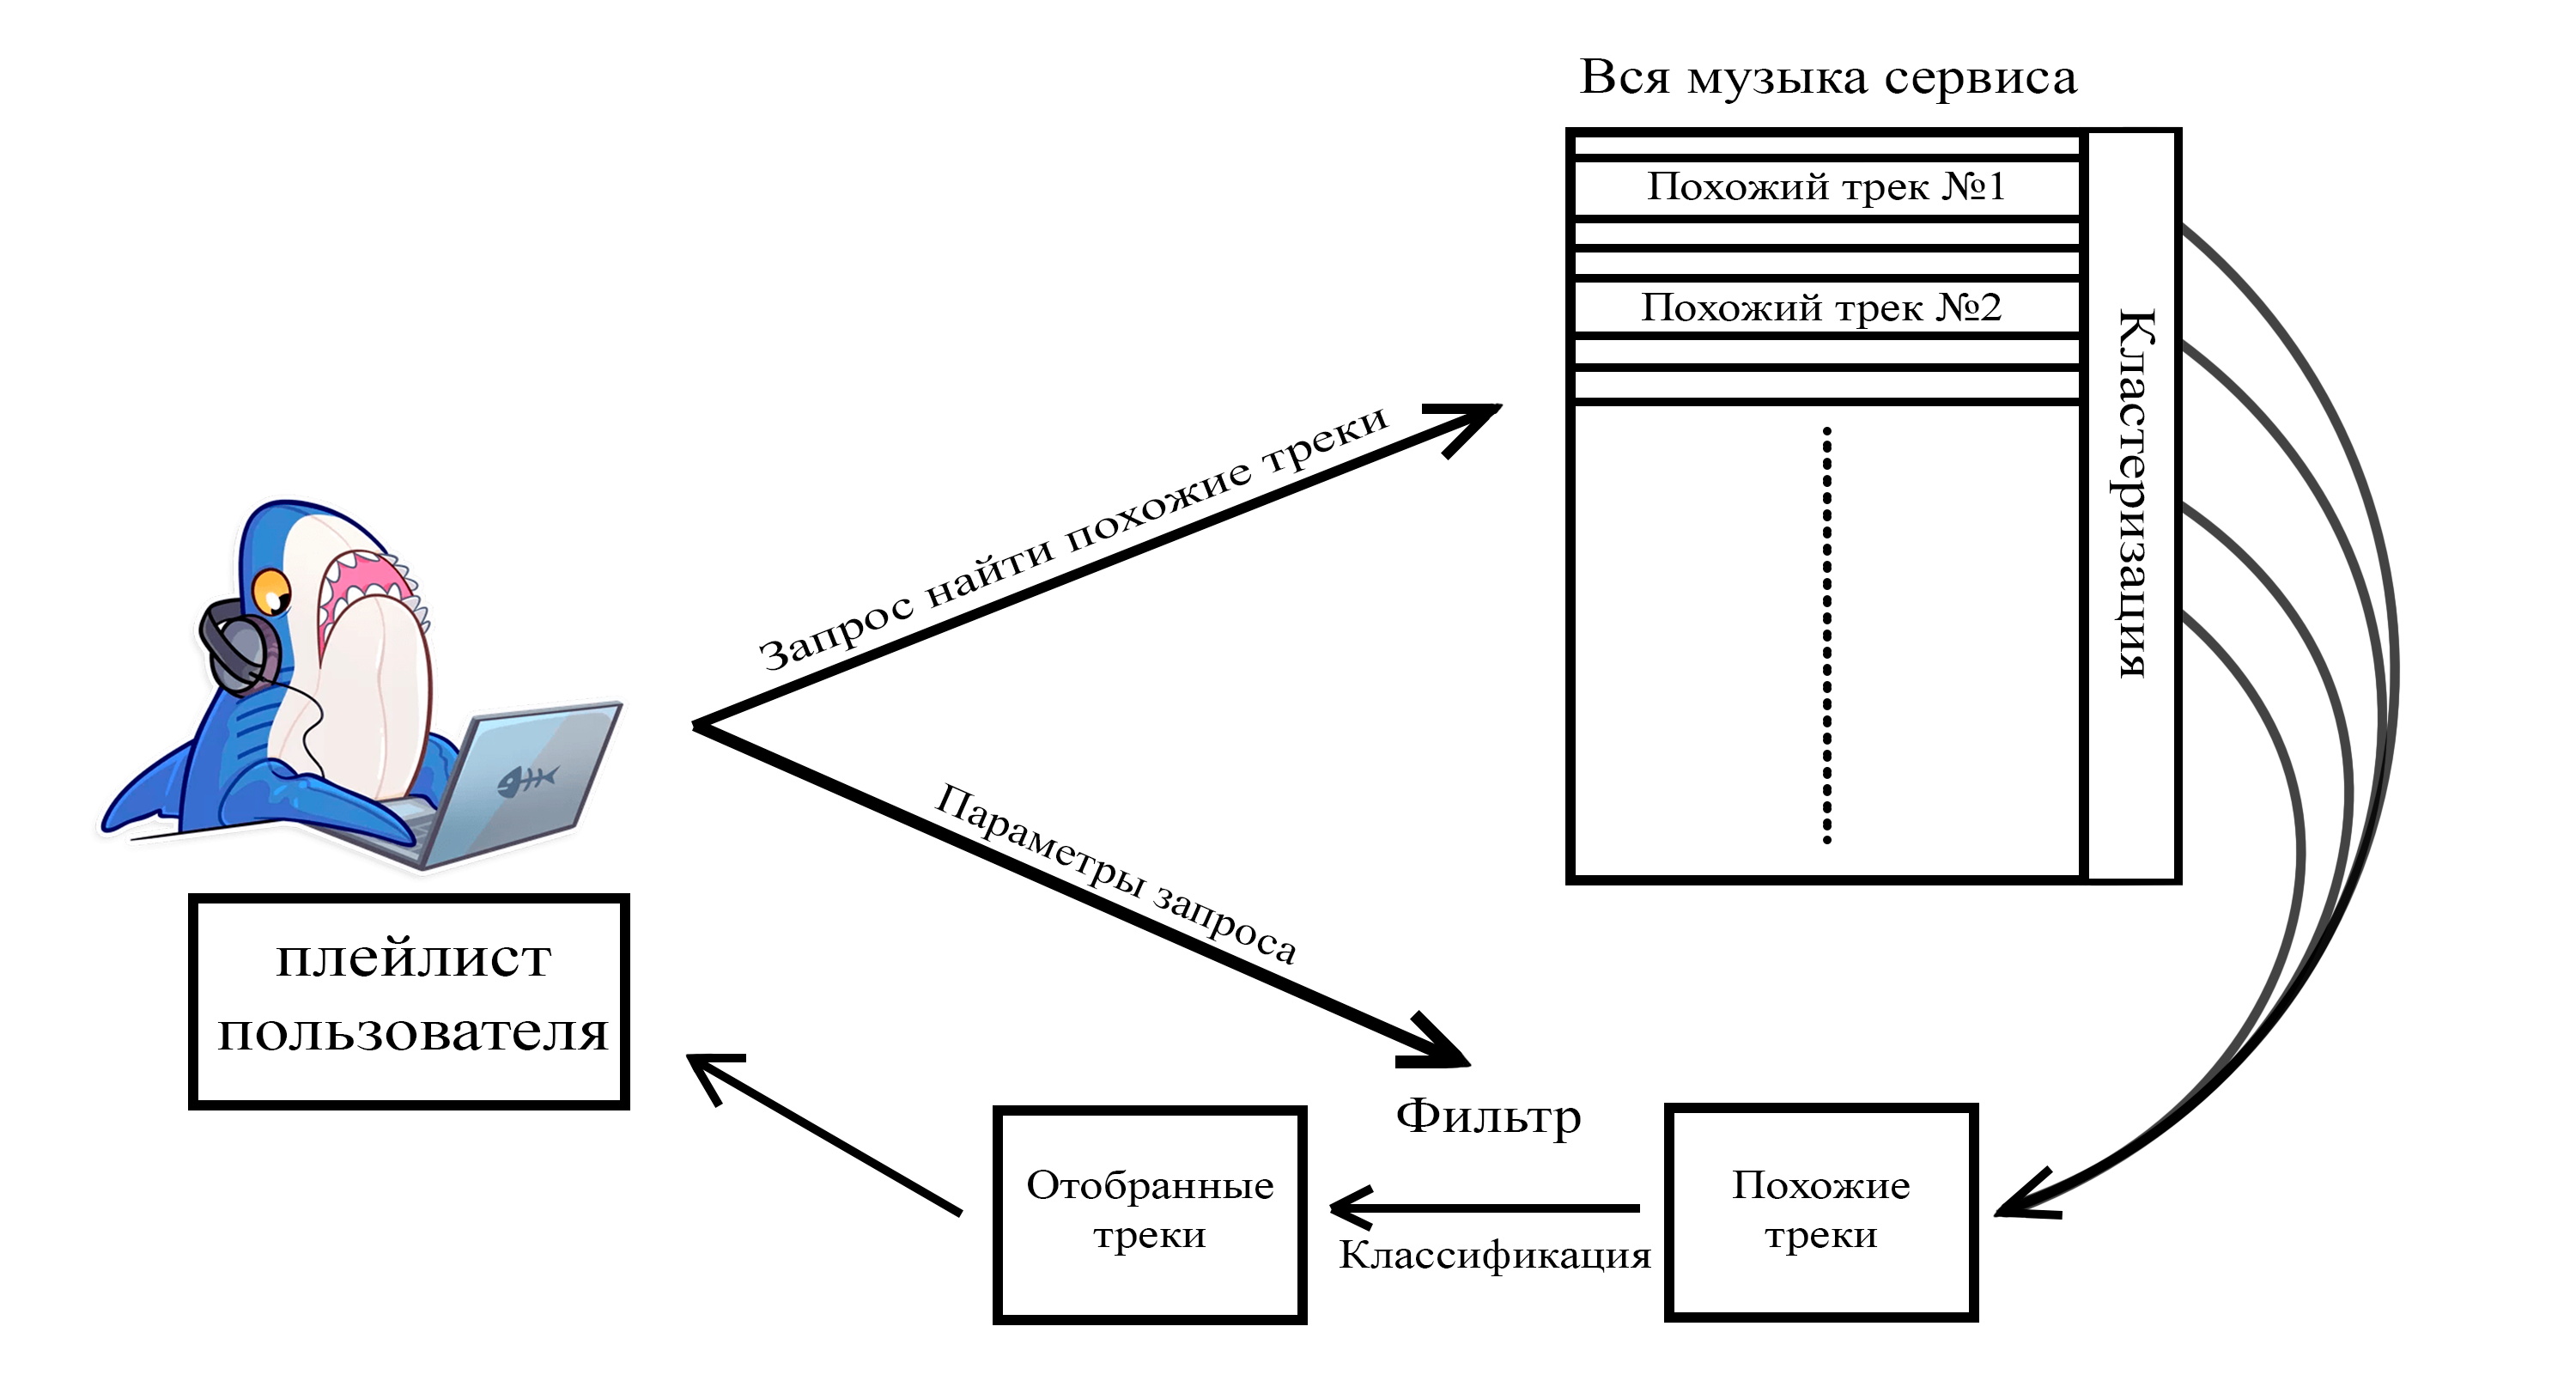 Вся музыка сервиса
Похожий трек №1
Похожий трек №2
Кластеризация
Запрос найти похожие треки
Параметры запроса
плейлист
пользователя
Фильтр
Отобранные
треки
Классификация
Похожие
треки